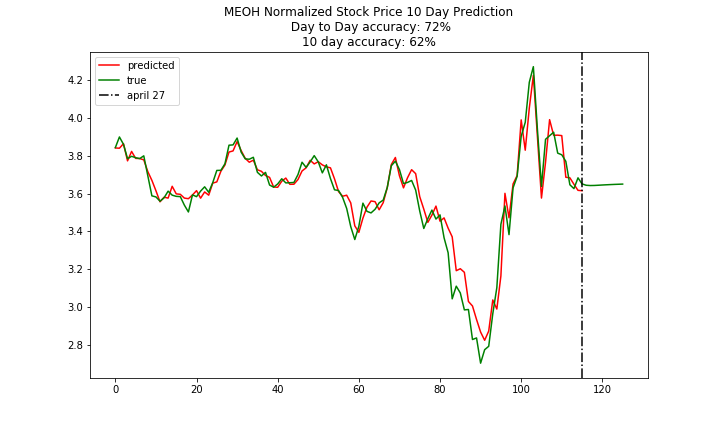 MEOH Normalized Stock Price 10 Day Prediction
Day to Day accuracy: 72%
10 day accuracy: 62%
predicted
true
april 27
4.2
4.0
3.8
3.6
3.4
3.2
3.0
2.8
0 20 40 60 80 100 120